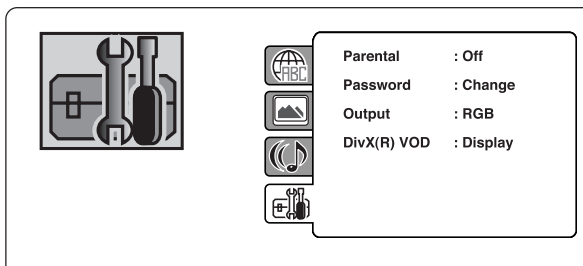 ABC
Parental : Off
Password : Change
Output : RGB
DivX(R) VOD : Display